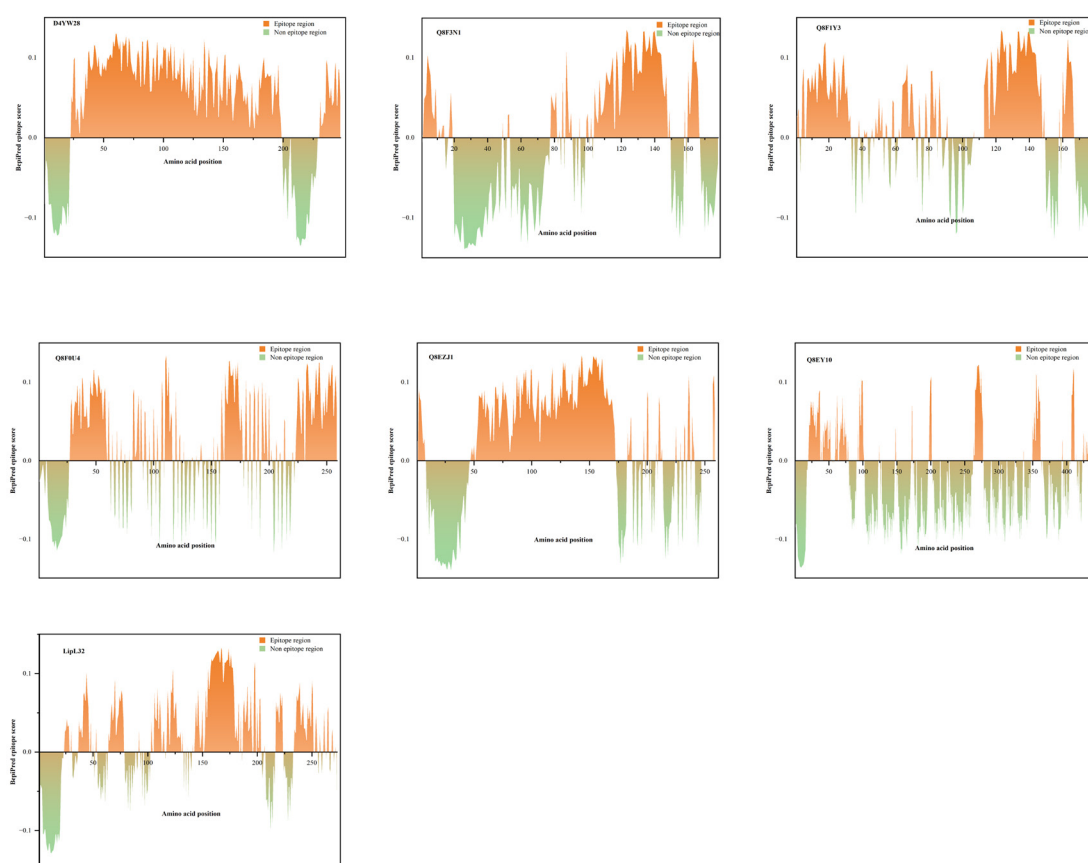 D4YW28
Epitope region
Non epitope region
BepiPred epitope score
0.1
0.0
−0.1
50
100
150
200
Amino acid position
Q8F3N1
Epitope region
Non epitope region
BepiPred epitope score
0.1
0.0
−0.1
20
40
60
80
100
120
140
160
Amino acid position
Q8F1Y3
Epitope region
Non epitope region
BepiPred epitope score
0.1
0.0
−0.1
20
40
60
80
100
120
140
160
Amino acid position
Q8F0U4
Epitope region
Non epitope region
BepiPred epitope score
0.1
0.0
−0.1
50
100
150
200
250
Amino acid position
Q8EZJ1
Epitope region
Non epitope region
BepiPred epitope score
0.1
0.0
−0.1
50
100
150
200
250
Amino acid position
Q8EY10
Epitope region
Non epitope region
BepiPred epitope score
0.1
0.0
−0.1
50
100
150
200
250
300
350
400
Amino acid position
LipL32
Epitope region
Non epitope region
BepiPred epitope score
0.1
0.0
−0.1
50
100
150
200
250
Amino acid position